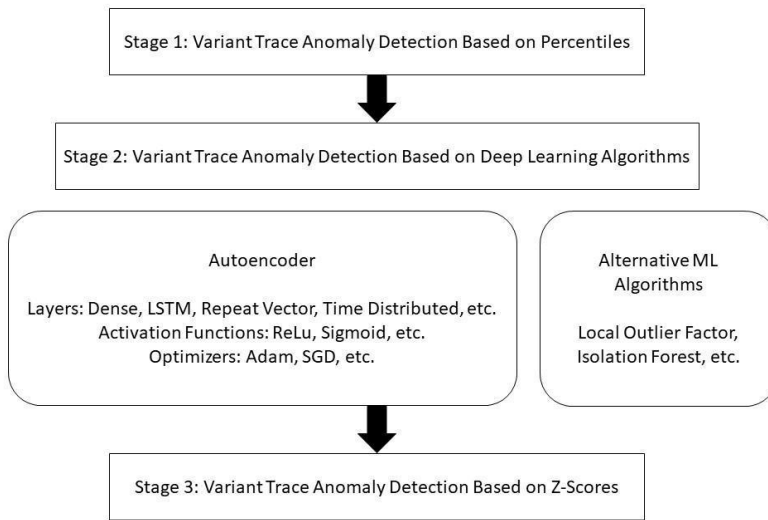 Stage 1: Variant Trace Anomaly Detection Based on Percentiles
Stage 2: Variant Trace Anomaly Detection Based on Deep Learning Algorithms
Autoencoder
Layers: Dense, LSTM, Repeat Vector, Time Distributed, etc.
Activation Functions: ReLu, Sigmoid, etc.
Optimizers: Adam, SGD, etc.
Alternative ML
Algorithms
Local Outlier Factor,
Isolation Forest, etc.
Stage 3: Variant Trace Anomaly Detection Based on Z-Scores